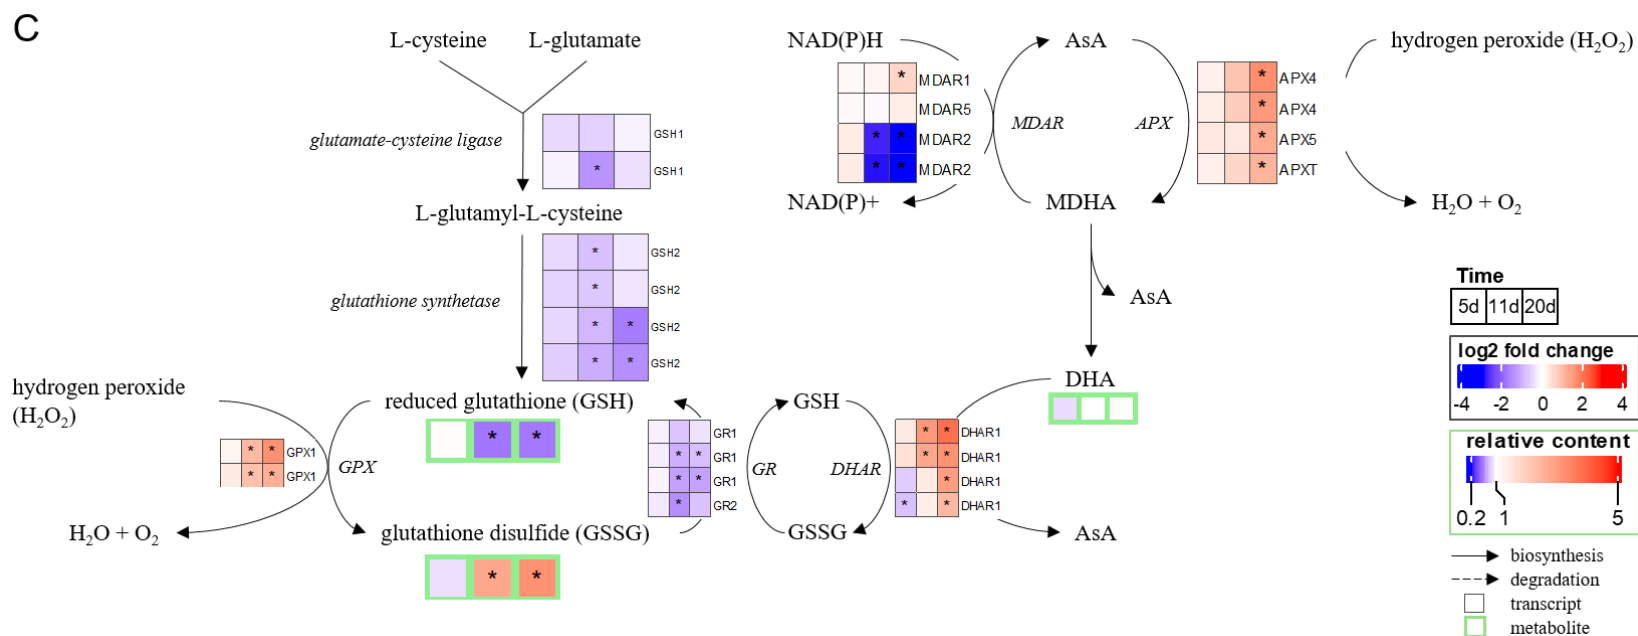 C
L-cysteine
L-glutamate
NAD(P)H
AsA
hydrogen peroxide (H₂O₂)
*
MDAR1
MDAR5
* * MDAR2
* * MDAR2
MDAR
APX
* APX4
* APX4
* APX5
* APXT
glutamate-cysteine ligase
GSH1
* GSH1
L-glutamyl-L-cysteine
NAD(P)+
MDHA
H₂O + O₂
glutathione synthetase
* GSH2
* GSH2
* * GSH2
* * GSH2
AsA
Time
5d 11d 20d
log2 fold change
-4 -2 0 2 4
hydrogen peroxide
(H₂O₂)
reduced glutathione (GSH)
* *
GSH
DHA
* * GPX1
* * GPX1
GPX
GR1
* * GR1
* * GR1
* GR2
GR
DHAR
* * DHAR1
* * DHAR1
* DHAR1
* * DHAR1
relative content
0.2 1 5
H₂O + O₂
glutathione disulfide (GSSG)
* *
GSSG
AsA
biosynthesis
degradation
transcript
metabolite